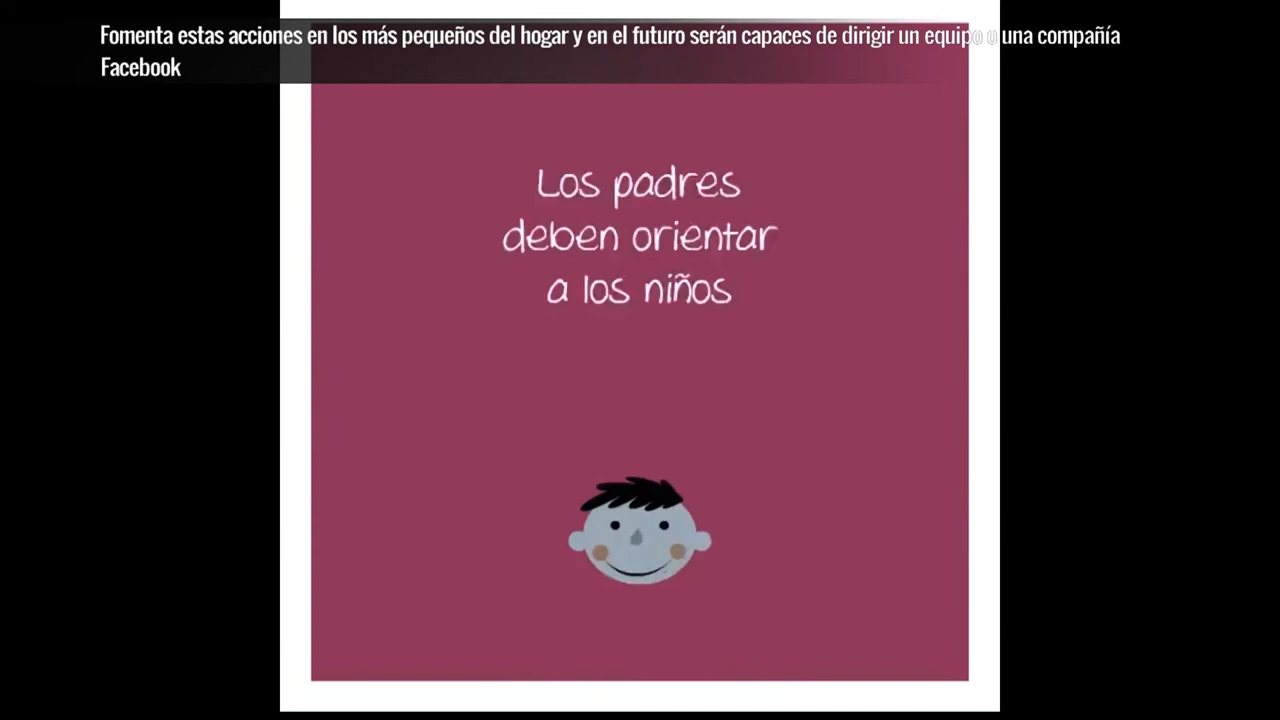 Fomenta estas acciones en los más pequeños del hogar y en el futuro serán capaces de dirigir un equipo o una compañía
Facebook
Los padres
deben orientar
a los niños